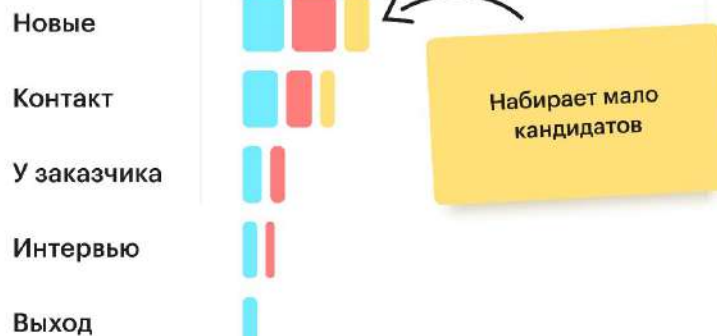 Новые
Контакт
У заказчика
Интервью
Выход
Набирает мало
кандидатов